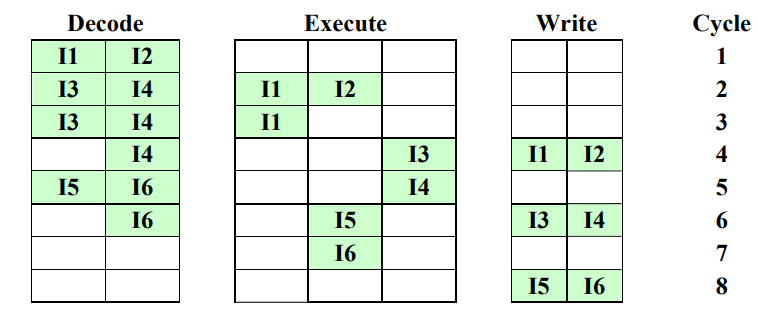 Decode Execute Write Cycle
I1 I2 1
I3 I4 I1 I2 2
I3 I4 I1 3
I4 I3 I1 I2 4
I5 I6 I4 5
I6 I5 I3 I4 6
I6 7
I5 I6 8